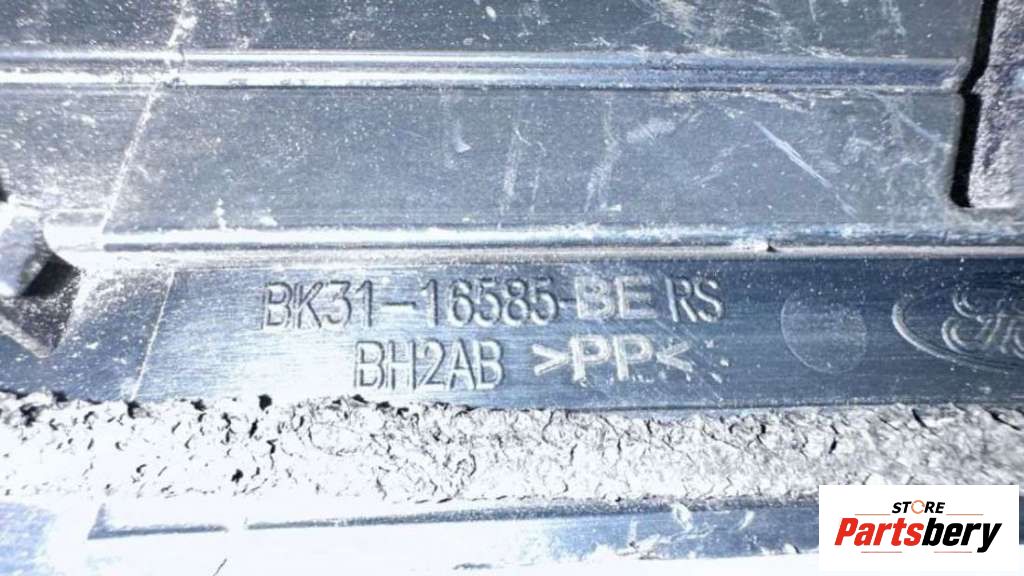 BK31-16585-BE RS
BH2AB >PP<
STORE
Partsbery